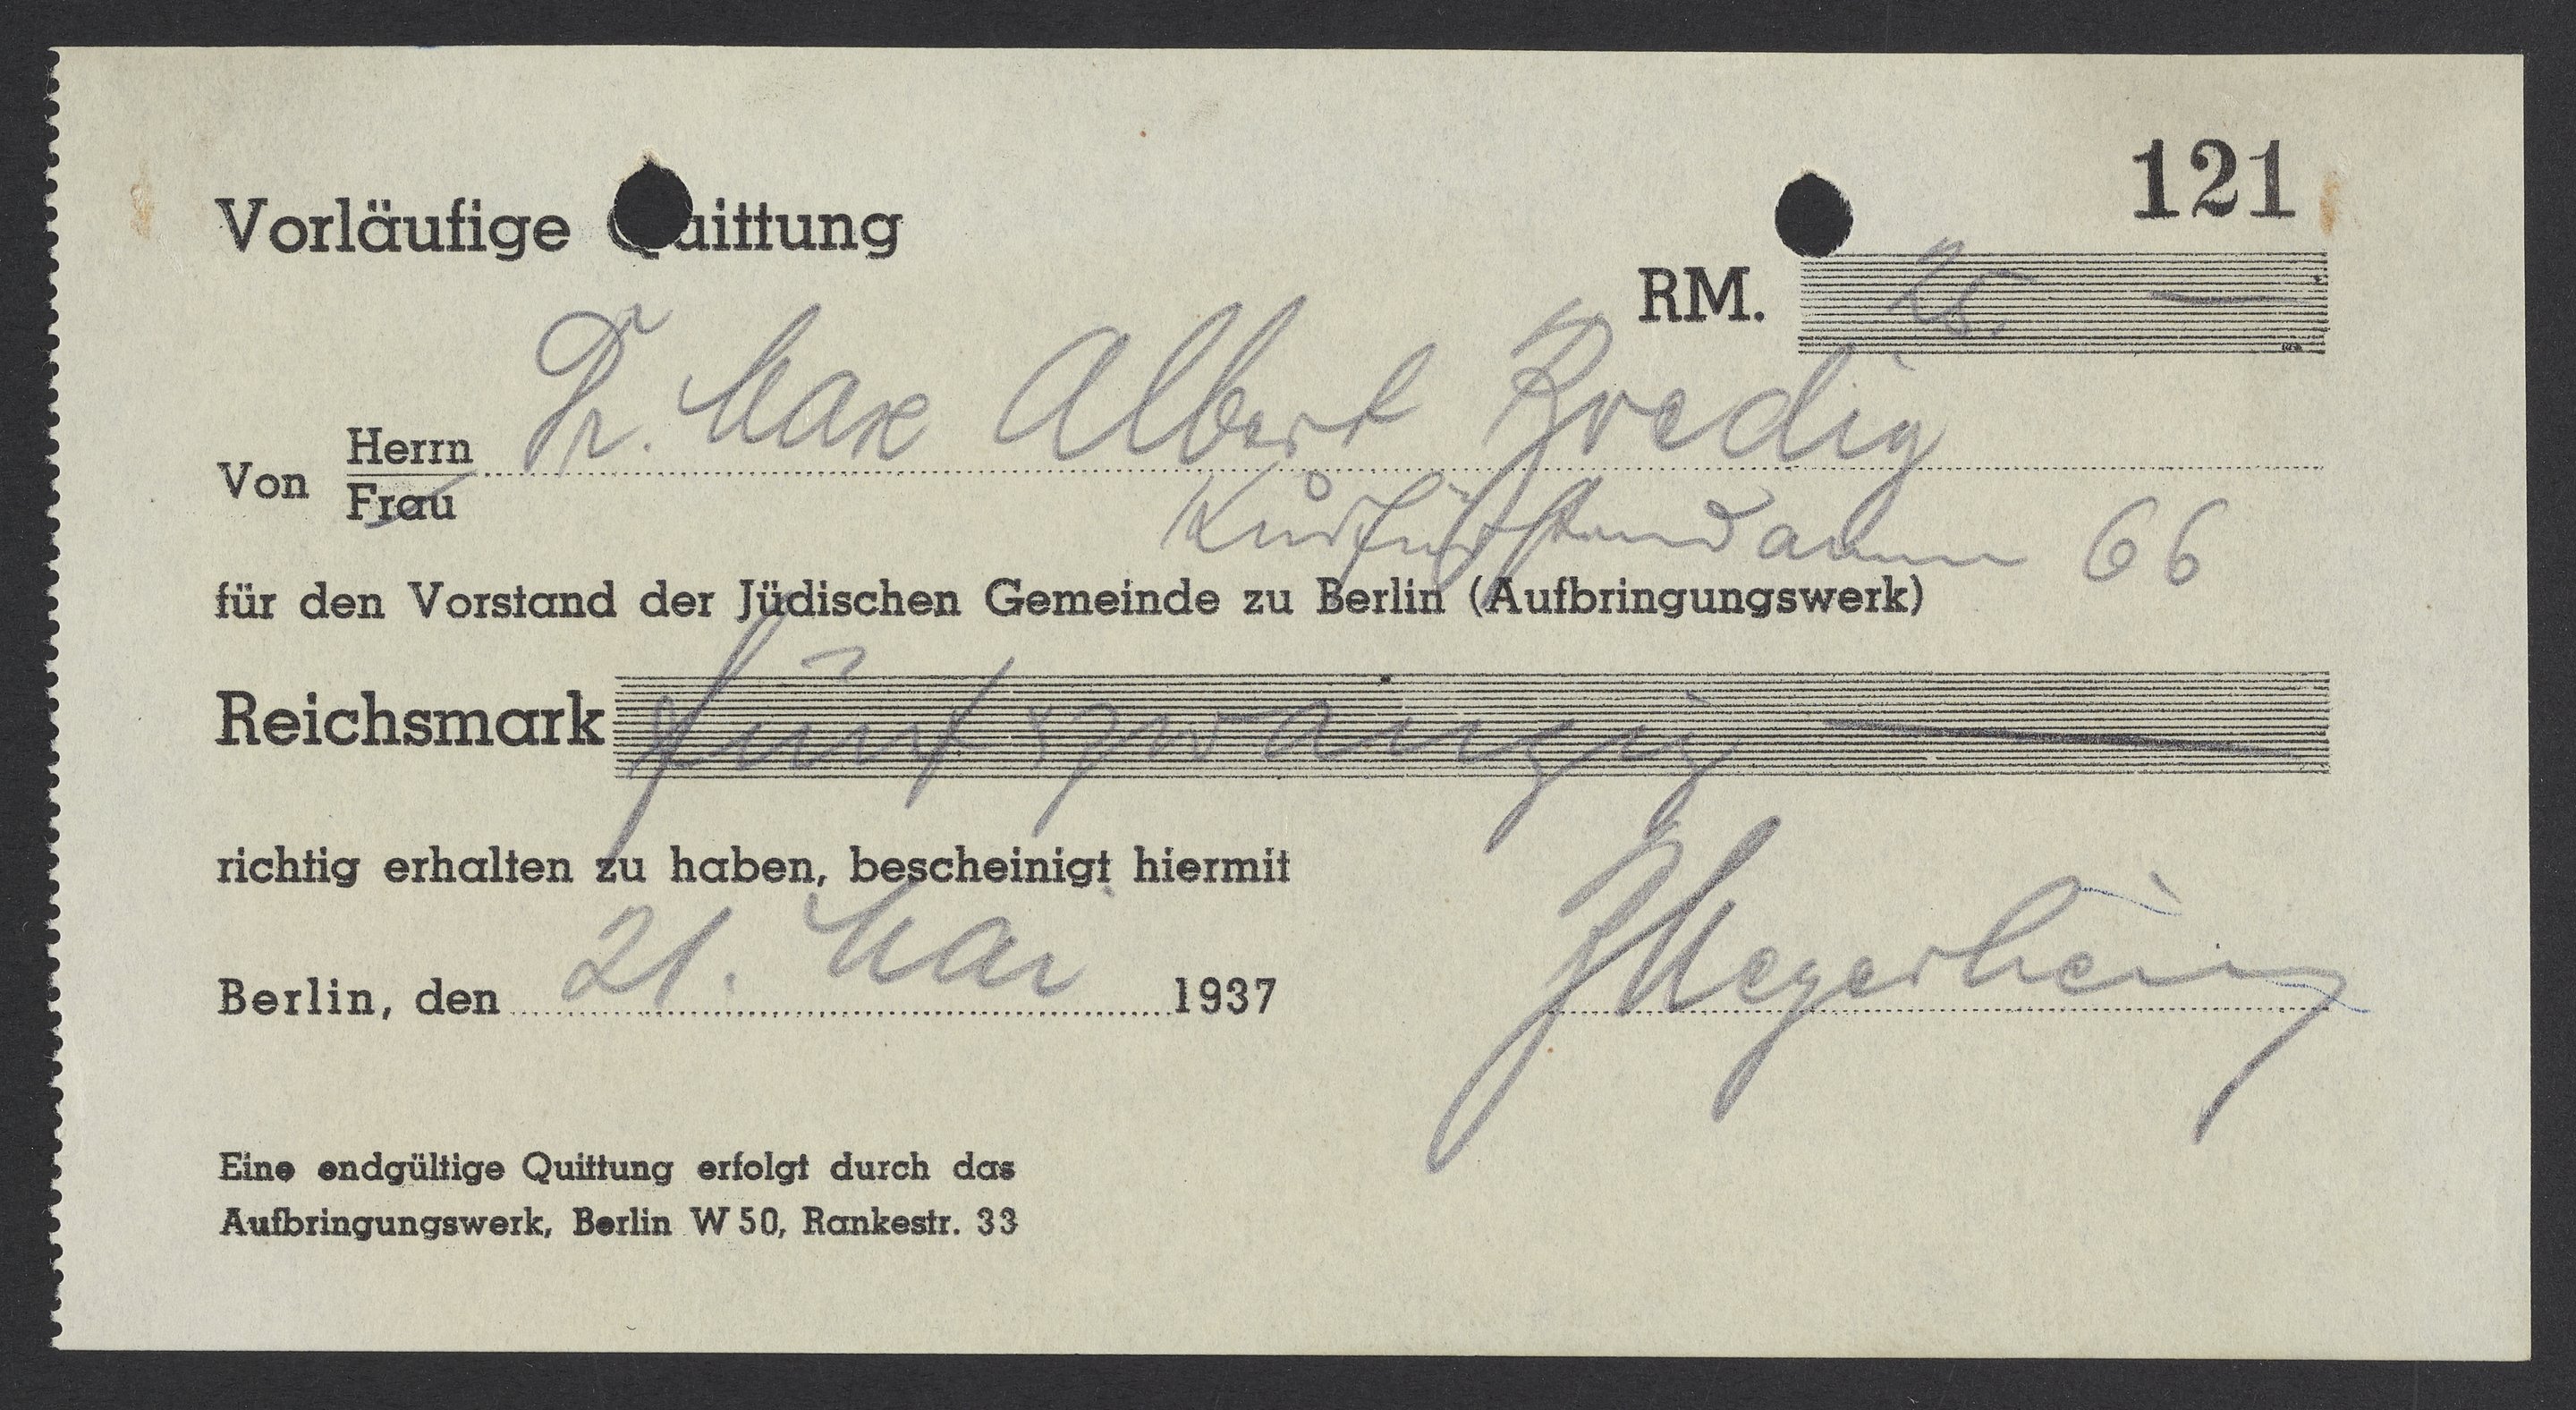 121
Vorläufige Quittung
RM. 25. —
Von Herrn Dr. Max Albert Bredig
Frau
Kurfürstendamm 66
für den Vorstand der Jüdischen Gemeinde zu Berlin (Aufbringungswerk)
Reichsmark fünfundzwanzig —
richtig erhalten zu haben, bescheinigt hiermit
Berlin, den 21. Mai 1937 Meyerheim
Eine endgültige Quittung erfolgt durch das
Aufbringungswerk, Berlin W 50, Rankestr. 33